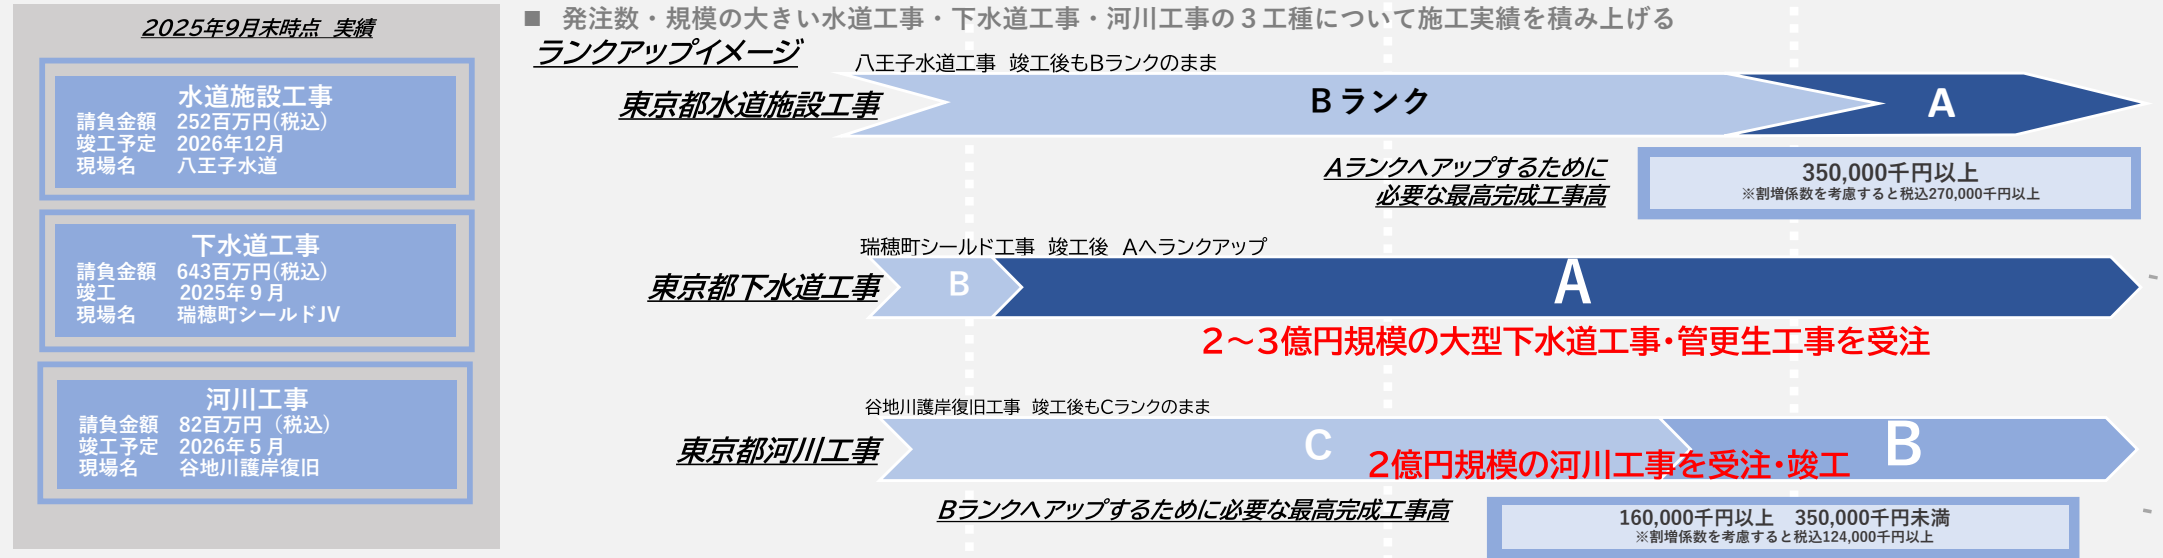 2025年9月末時点　実績
水道施設工事
請負金額　252百万円(税込)
竣工予定　2026年12月
現場名　　八王子水道
下水道工事
請負金額　643百万円(税込)
竣工　　　2025年９月
現場名　　瑞穂町シールドJV
河川工事
請負金額　82百万円（税込）
竣工予定　2026年５月
現場名　　谷地川護岸復旧
■　発注数・規模の大きい水道工事・下水道工事・河川工事の３工種について施工実績を積み上げる
ランクアップイメージ
八王子水道工事　竣工後もBランクのまま
東京都水道施設工事
Bランク
A
Aランクへアップするために
必要な最高完成工事高
350,000千円以上
※割増係数を考慮すると税込270,000千円以上
瑞穂町シールド工事　竣工後　Aへランクアップ
東京都下水道工事
B
A
2～3億円規模の大型下水道工事・管更生工事を受注
谷地川護岸復旧工事　竣工後もCランクのまま
東京都河川工事
C
B
2億円規模の河川工事を受注・竣工
Bランクへアップするために必要な最高完成工事高
160,000千円以上　350,000千円未満
※割増係数を考慮すると税込124,000千円以上